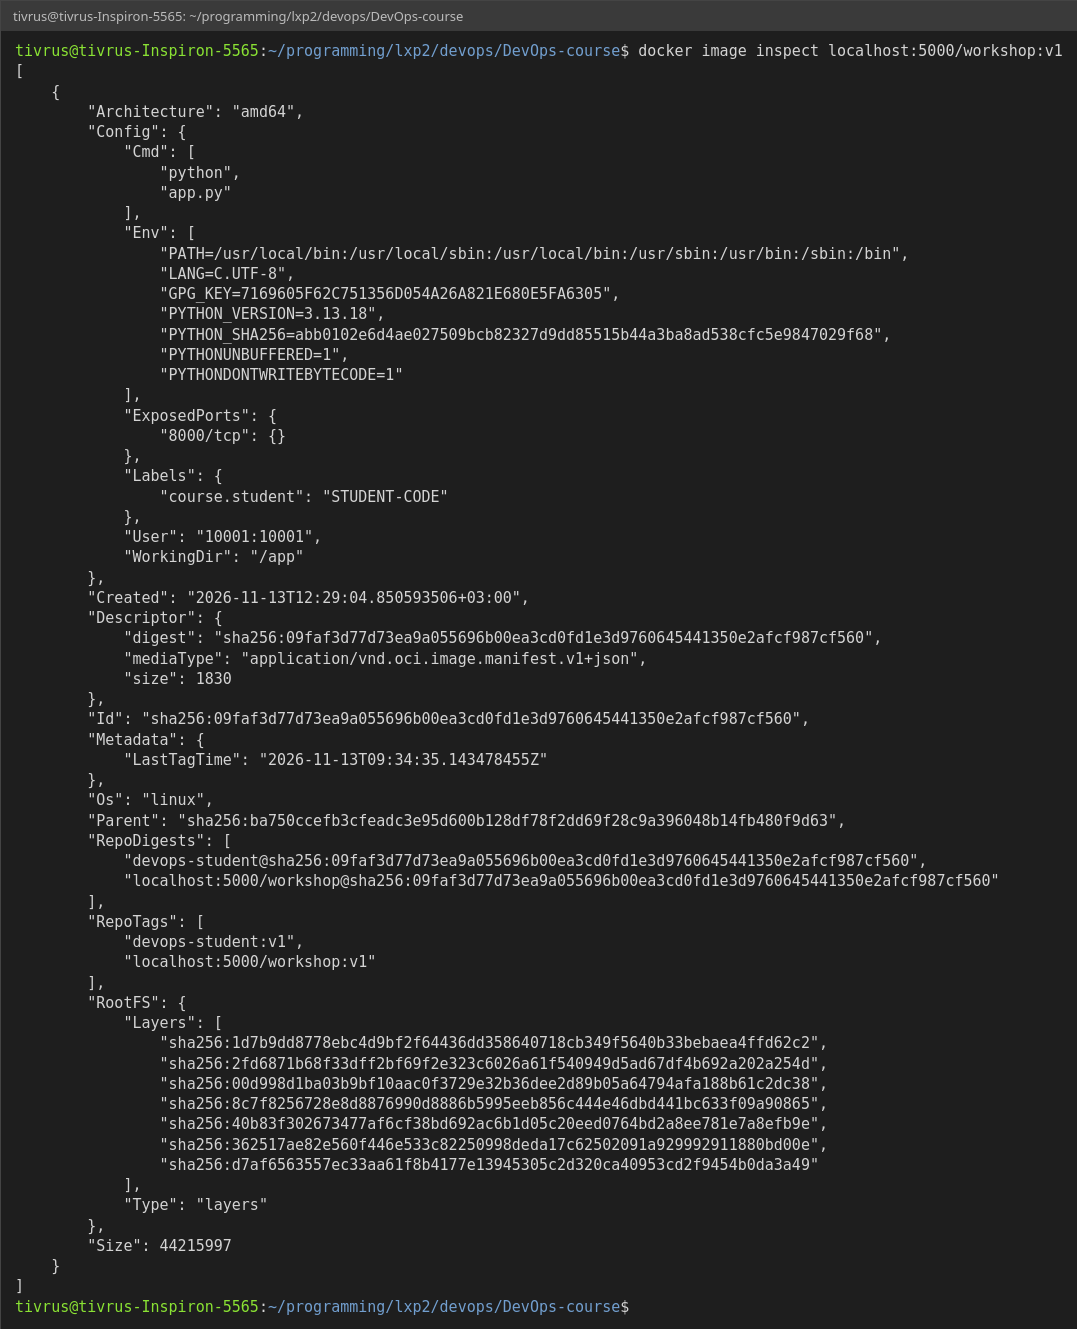 tivrus@tivrus-Inspiron-5565: ~/programming/lxp2/devops/DevOps-course
tivrus@tivrus-Inspiron-5565:~/programming/lxp2/devops/DevOps-course$ docker image inspect localhost:5000/workshop:v1
[
    {
        "Architecture": "amd64",
        "Config": {
            "Cmd": [
                "python",
                "app.py"
            ],
            "Env": [
                "PATH=/usr/local/bin:/usr/local/sbin:/usr/local/bin:/usr/sbin:/usr/bin:/sbin:/bin",
                "LANG=C.UTF-8",
                "GPG_KEY=7169605F62C751356D054A26A821E680E5FA6305",
                "PYTHON_VERSION=3.13.18",
                "PYTHON_SHA256=abb0102e6d4ae027509bcb82327d9dd85515b44a3ba8ad538cfc5e9847029f68",
                "PYTHONUNBUFFERED=1",
                "PYTHONDONTWRITEBYTECODE=1"
            ],
            "ExposedPorts": {
                "8000/tcp": {}
            },
            "Labels": {
                "course.student": "STUDENT-CODE"
            },
            "User": "10001:10001",
            "WorkingDir": "/app"
        },
        "Created": "2026-11-13T12:29:04.850593506+03:00",
        "Descriptor": {
            "digest": "sha256:09faf3d77d73ea9a055696b00ea3cd0fd1e3d9760645441350e2afcf987cf560",
            "mediaType": "application/vnd.oci.image.manifest.v1+json",
            "size": 1830
        },
        "Id": "sha256:09faf3d77d73ea9a055696b00ea3cd0fd1e3d9760645441350e2afcf987cf560",
        "Metadata": {
            "LastTagTime": "2026-11-13T09:34:35.143478455Z"
        },
        "Os": "linux",
        "Parent": "sha256:ba750ccefb3cfeadc3e95d600b128df78f2dd69f28c9a396048b14fb480f9d63",
        "RepoDigests": [
            "devops-student@sha256:09faf3d77d73ea9a055696b00ea3cd0fd1e3d9760645441350e2afcf987cf560",
            "localhost:5000/workshop@sha256:09faf3d77d73ea9a055696b00ea3cd0fd1e3d9760645441350e2afcf987cf560"
        ],
        "RepoTags": [
            "devops-student:v1",
            "localhost:5000/workshop:v1"
        ],
        "RootFS": {
            "Layers": [
                "sha256:1d7b9dd8778ebc4d9bf2f64436dd358640718cb349f5640b33bebaea4ffd62c2",
                "sha256:2fd6871b68f33dff2bf69f2e323c6026a61f540949d5ad67df4b692a202a254d",
                "sha256:00d998d1ba03b9bf10aac0f3729e32b36dee2d89b05a64794afa188b61c2dc38",
                "sha256:8c7f8256728e8d8876990d8886b5995eeb856c444e46dbd441bc633f09a90865",
                "sha256:40b83f302673477af6cf38bd692ac6b1d05c20eed0764bd2a8ee781e7a8efb9e",
                "sha256:362517ae82e560f446e533c82250998deda17c62502091a929992911880bd00e",
                "sha256:d7af6563557ec33aa61f8b4177e13945305c2d320ca40953cd2f9454b0da3a49"
            ],
            "Type": "layers"
        },
        "Size": 44215997
    }
]
tivrus@tivrus-Inspiron-5565:~/programming/lxp2/devops/DevOps-course$